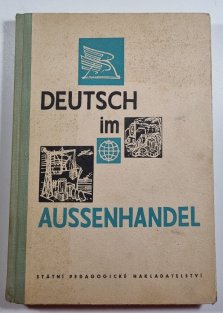 DEUTSCH
im
AUSSENHANDEL
STÁTNÍ PEDAGOGICKÉ NAKLADATELSTVÍ